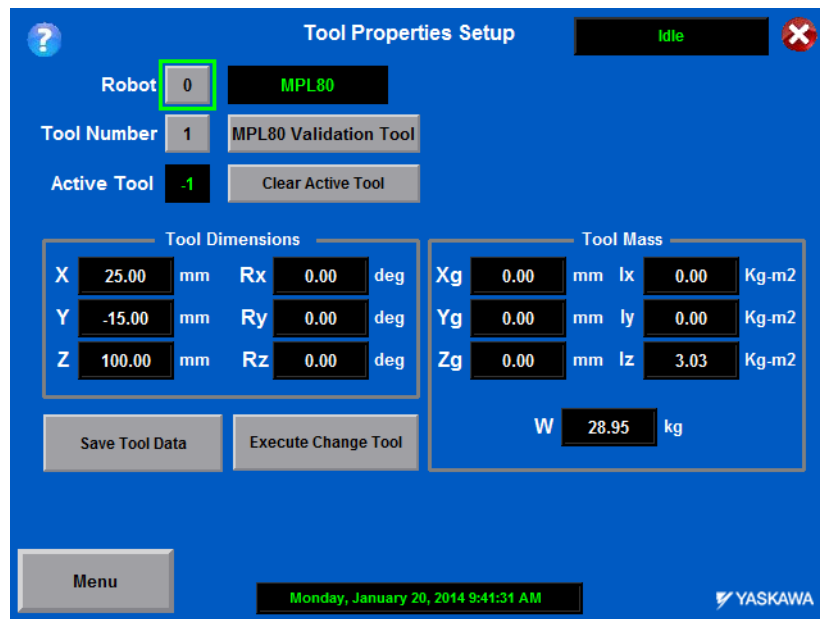 ? Tool Properties Setup Idle
Robot 0 MPL80
Tool Number 1 MPL80 Validation Tool
Active Tool -1 Clear Active Tool
Tool Dimensions Tool Mass
X 25.00 mm Rx 0.00 deg Xg 0.00 mm Ix 0.00 Kg-m2
Y -15.00 mm Ry 0.00 deg Yg 0.00 mm Iy 0.00 Kg-m2
Z 100.00 mm Rz 0.00 deg Zg 0.00 mm Iz 3.03 Kg-m2
Save Tool Data Execute Change Tool W 28.95 kg
Menu
Monday, January 20, 2014 9:41:31 AM YASKAWA